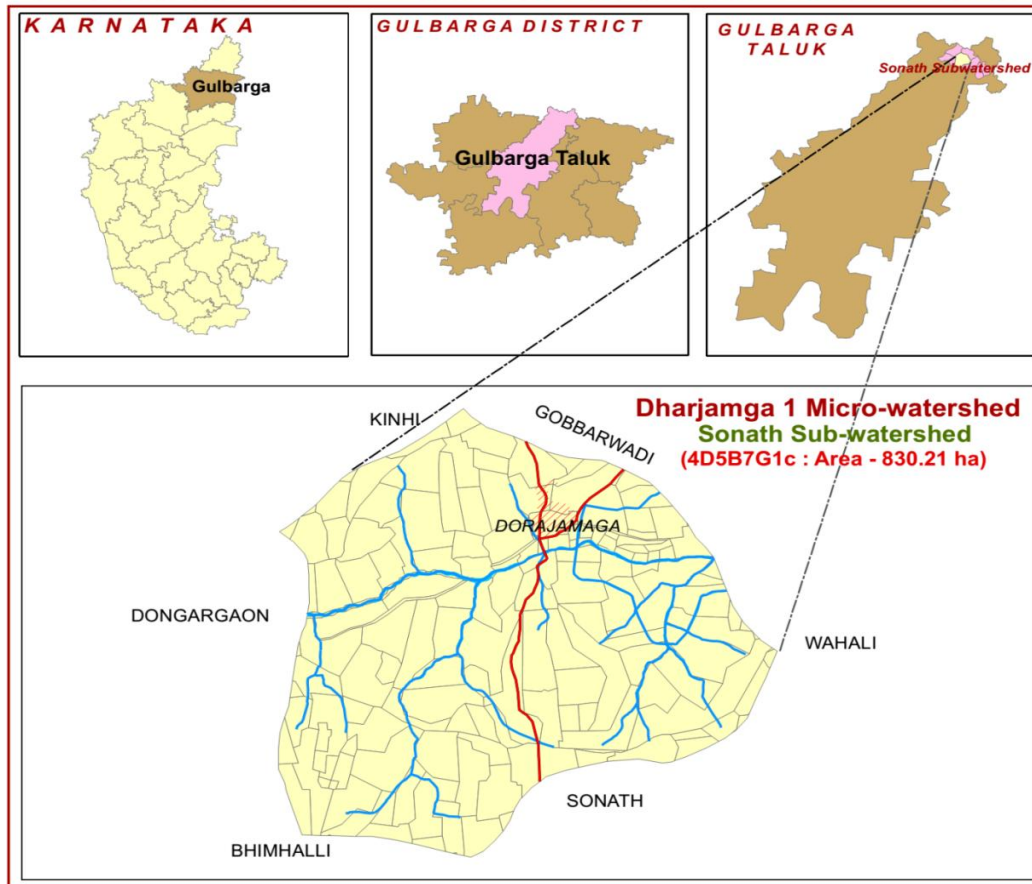 KARNATAKA
Gulbarga
GULBARGA DISTRICT
Gulbarga Taluk
GULBARGA
TALUK
Sonath Subwatershed
Dharjamga 1 Micro-watershed
Sonath Sub-watershed
(4D5B7G1c : Area - 830.21 ha)
KINHI
GOBBARWADI
DORAJAMAGA
DONGARGAON
WAHALI
SONATH
BHIMHALLI